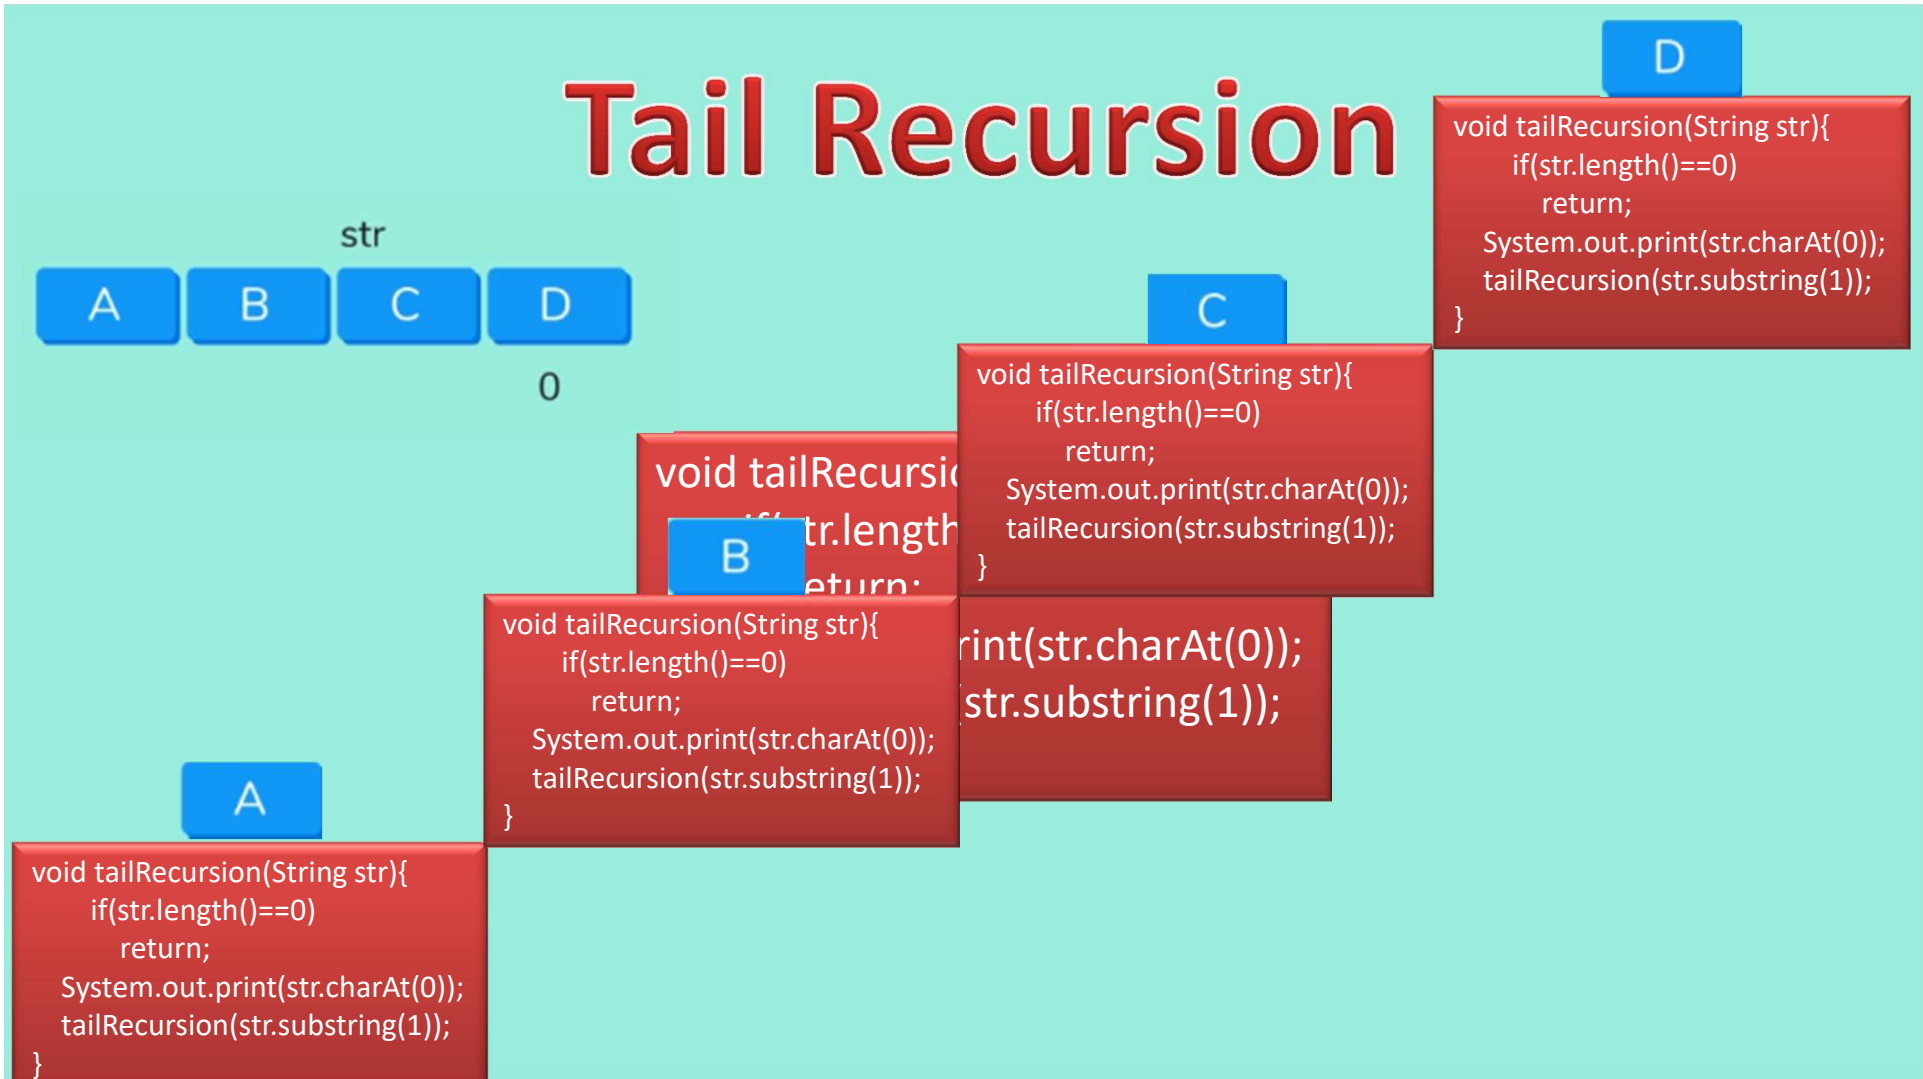 Tail Recursion
str
A B C D
0
D
void tailRecursion(String str){
if(str.length()==0)
return;
System.out.print(str.charAt(0));
tailRecursion(str.substring(1));
}
C
void tailRecursion(String str){
if(str.length()==0)
return;
System.out.print(str.charAt(0));
tailRecursion(str.substring(1));
}
void
rint(str.charAt(0));
str.substring(1));
B
void tailRecursion(String str){
if(str.length()==0)
return;
System.out.print(str.charAt(0));
tailRecursion(str.substring(1));
}
A
void tailRecursion(String str){
if(str.length()==0)
return;
System.out.print(str.charAt(0));
tailRecursion(str.substring(1));
}